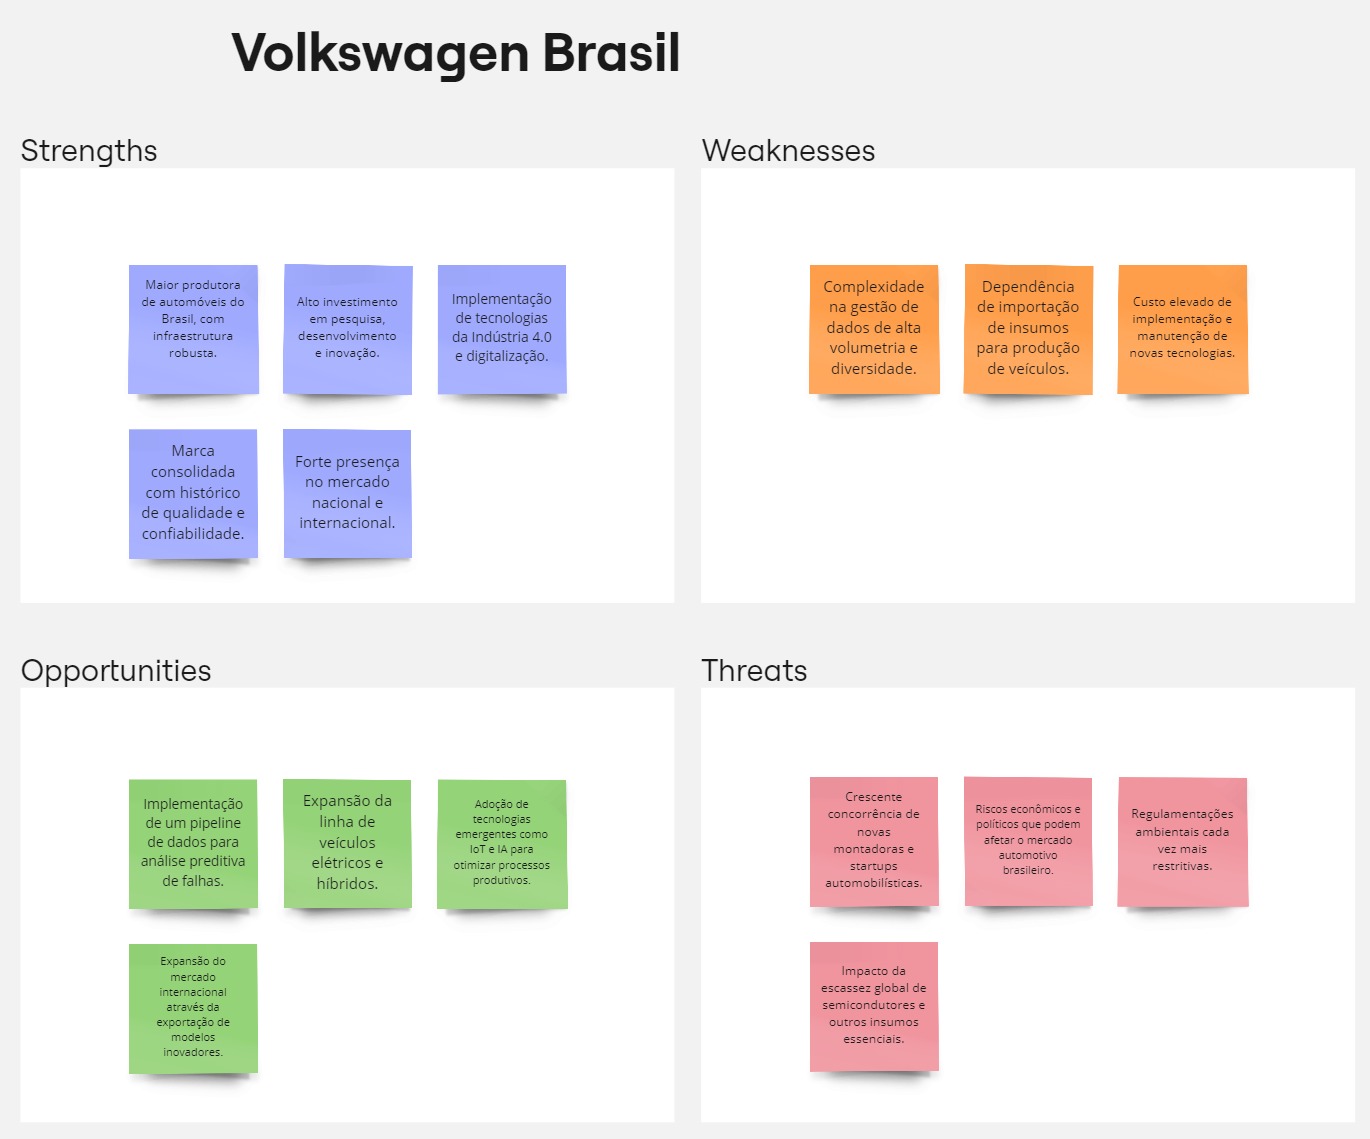 Volkswagen Brasil
Strengths
Maior produtora
de automóveis do
Brasil, com
infraestrutura
robusta.
Alto investimento
em pesquisa,
desenvolvimento
e inovação.
Implementação
de tecnologias
da Indústria 4.0
e digitalização.
Marca
consolidada
com histórico
de qualidade e
confiabilidade.
Forte presença
no mercado
nacional e
internacional.
Weaknesses
Complexidade
na gestão de
dados de alta
volumetria e
diversidade.
Dependência
de importação
de insumos
para produção
de veículos.
Custo elevado de
implementação e
manutenção de
novas tecnologias.
Opportunities
Implementação
de um pipeline
de dados para
análise preditiva
de falhas.
Expansão da
linha de
veículos
elétricos e
híbridos.
Adoção de
tecnologias
emergentes como
IoT e IA para
otimizar processos
produtivos.
Expansão do
mercado
internacional
através da
exportação de
modelos
inovadores.
Threats
Crescente
concorrência de
novas
montadoras e
startups
automobilísticas.
Riscos econômicos e
políticos que podem
afetar o mercado
automotivo
brasileiro.
Regulamentações
ambientais cada
vez mais
restritivas.
Impacto da
escassez global de
semicondutores e
outros insumos
essenciais.